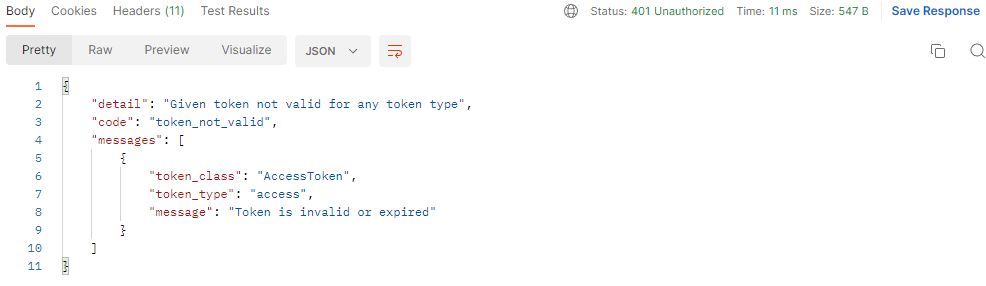 Body Cookies Headers (11) Test Results Status: 401 Unauthorized Time: 11 ms Size: 547 B Save Response
Pretty Raw Preview Visualize JSON
1 {
2 "detail": "Given token not valid for any token type",
3 "code": "token_not_valid",
4 "messages": [
5 {
6 "token_class": "AccessToken",
7 "token_type": "access",
8 "message": "Token is invalid or expired"
9 }
10 ]
11 }